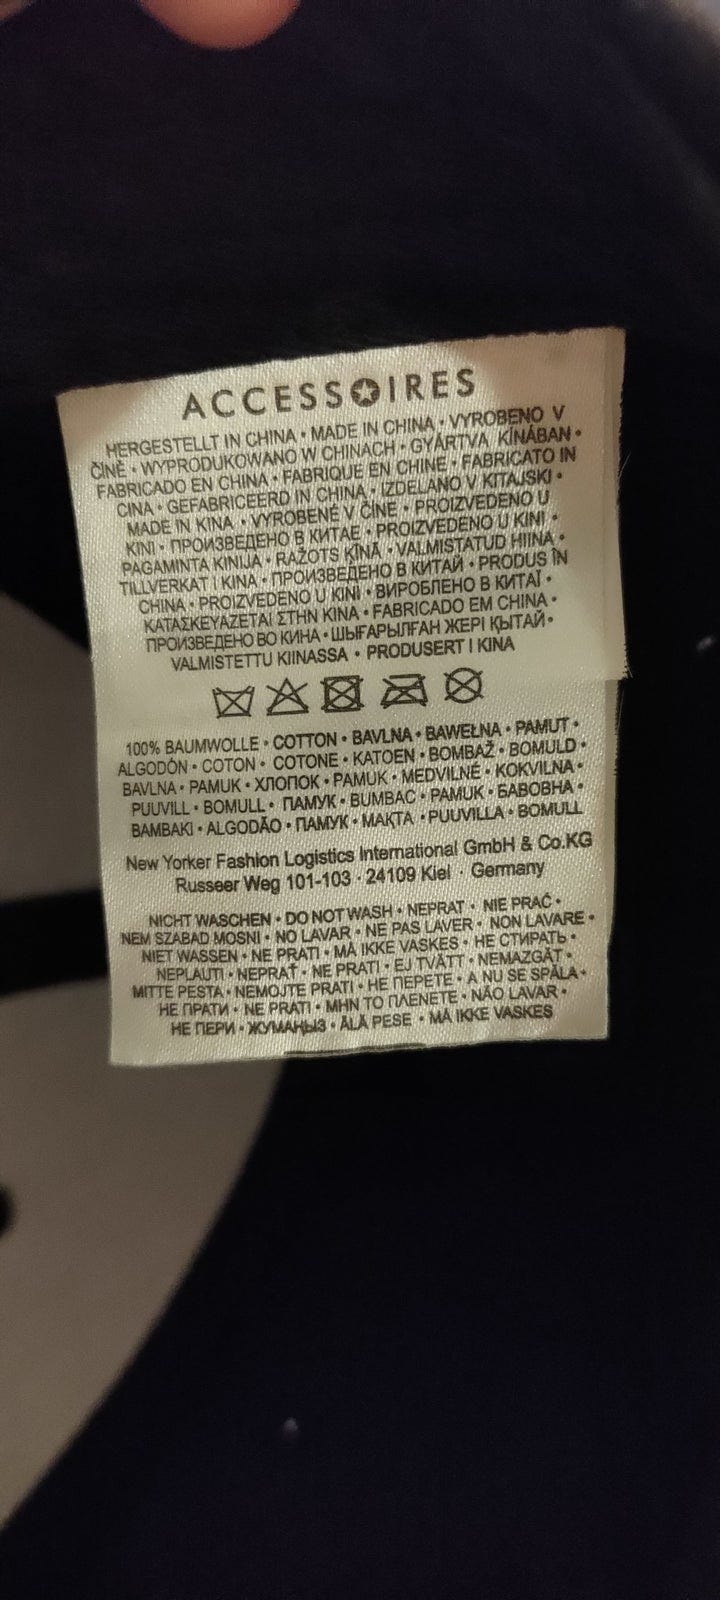 ACCESSOIRES
HERGESTELLT IN CHINA • MADE IN CHINA • VYROBENO V
ČÍNĚ • WYPRODUKOWANO W CHINACH • GYÁRTVA KÍNÁBAN •
FABRICADO EN CHINA • FABRIQUE EN CHINE • FABRICATO IN
CINA • GEFABRICEERD IN CHINA • IZDELANO V KITAJSKI •
MADE IN KINA • VYROBENÉ V ČÍNE • PROIZVEDENO U
KINI • ПРОИЗВЕДЕНО В КИТАЕ • PROIZVEDENO U KINI •
PAGAMINTA KINIJA • RAŽOTS ĶĪNĀ • VALMISTATUD HIINA •
TILLVERKAT I KINA • ПРОИЗВЕДЕНО В КИТАЙ • PRODUS ÎN
CHINA • PROIZVEDENO U KINI • ВИРОБЛЕНО В КИТАЇ •
ΚΑΤΑΣΚΕΥΑΖΕΤΑΙ ΣΤΗΝ ΚΙΝΑ • FABRICADO EM CHINA •
ПРОИЗВЕДЕНО ВО КИНА • ШЫҒАРЫЛҒАН ЖЕРІ ҚЫТАЙ •
VALMISTETTU KIINASSA • PRODUSERT I KINA
100% BAUMWOLLE • COTTON • BAVLNA • BAWEŁNA • PAMUT •
ALGODÓN • COTON • COTONE • KATOEN • BOMBAŽ • BOMULD •
BAVLNA • PAMUK • ХЛОПОК • PAMUK • MEDVILNĖ • KOKVILNA •
PUUVILL • BOMULL • ПАМУК • BUMBAC • PAMUK • БАВОВНА •
BAMBAKI • ALGODÃO • ПАМУК • МАҚТА • PUUVILLA • BOMULL
New Yorker Fashion Logistics International GmbH & Co.KG
Russeer Weg 101-103 · 24109 Kiel · Germany
NICHT WASCHEN • DO NOT WASH • NEPRAT • NIE PRAĆ •
NEM SZABAD MOSNI • NO LAVAR • NE PAS LAVER • NON LAVARE •
NIET WASSEN • NE PRATI • MÅ IKKE VASKES • НЕ СТИРАТЬ •
NEPLAUTI • NEPRAŤ • NE PRATI • EJ TVÄTT • NEMAZGĀT •
MITTE PESTA • NEMOJTE PRATI • НЕ ПЕРЕТЕ • A NU SE SPĂLA •
НЕ ПРАТИ • NE PRATI • ΜΗΝ ΤΟ ΠΛΕΝΕΤΕ • NÃO LAVAR •
НЕ ПЕРИ • ЖУМАҢЫЗ • ÄLÄ PESE • MÅ IKKE VASKES